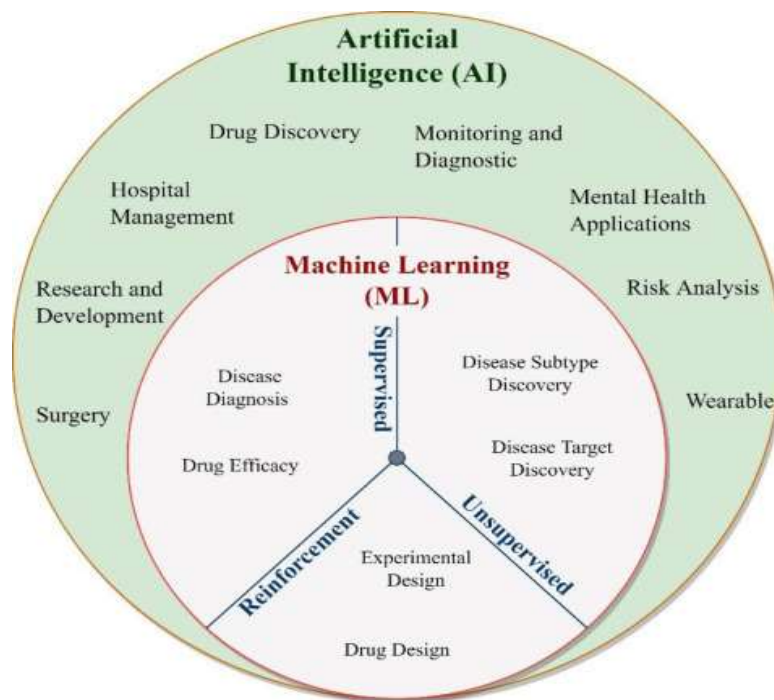 Artificial
Intelligence (AI)
Drug Discovery
Monitoring and
Diagnostic
Hospital
Management
Mental Health
Applications
Research and
Development
Risk Analysis
Surgery
Wearable
Machine Learning
(ML)
Supervised
Disease
Diagnosis
Drug Efficacy
Disease Subtype
Discovery
Disease Target
Discovery
Reinforcement
Unsupervised
Experimental
Design
Drug Design